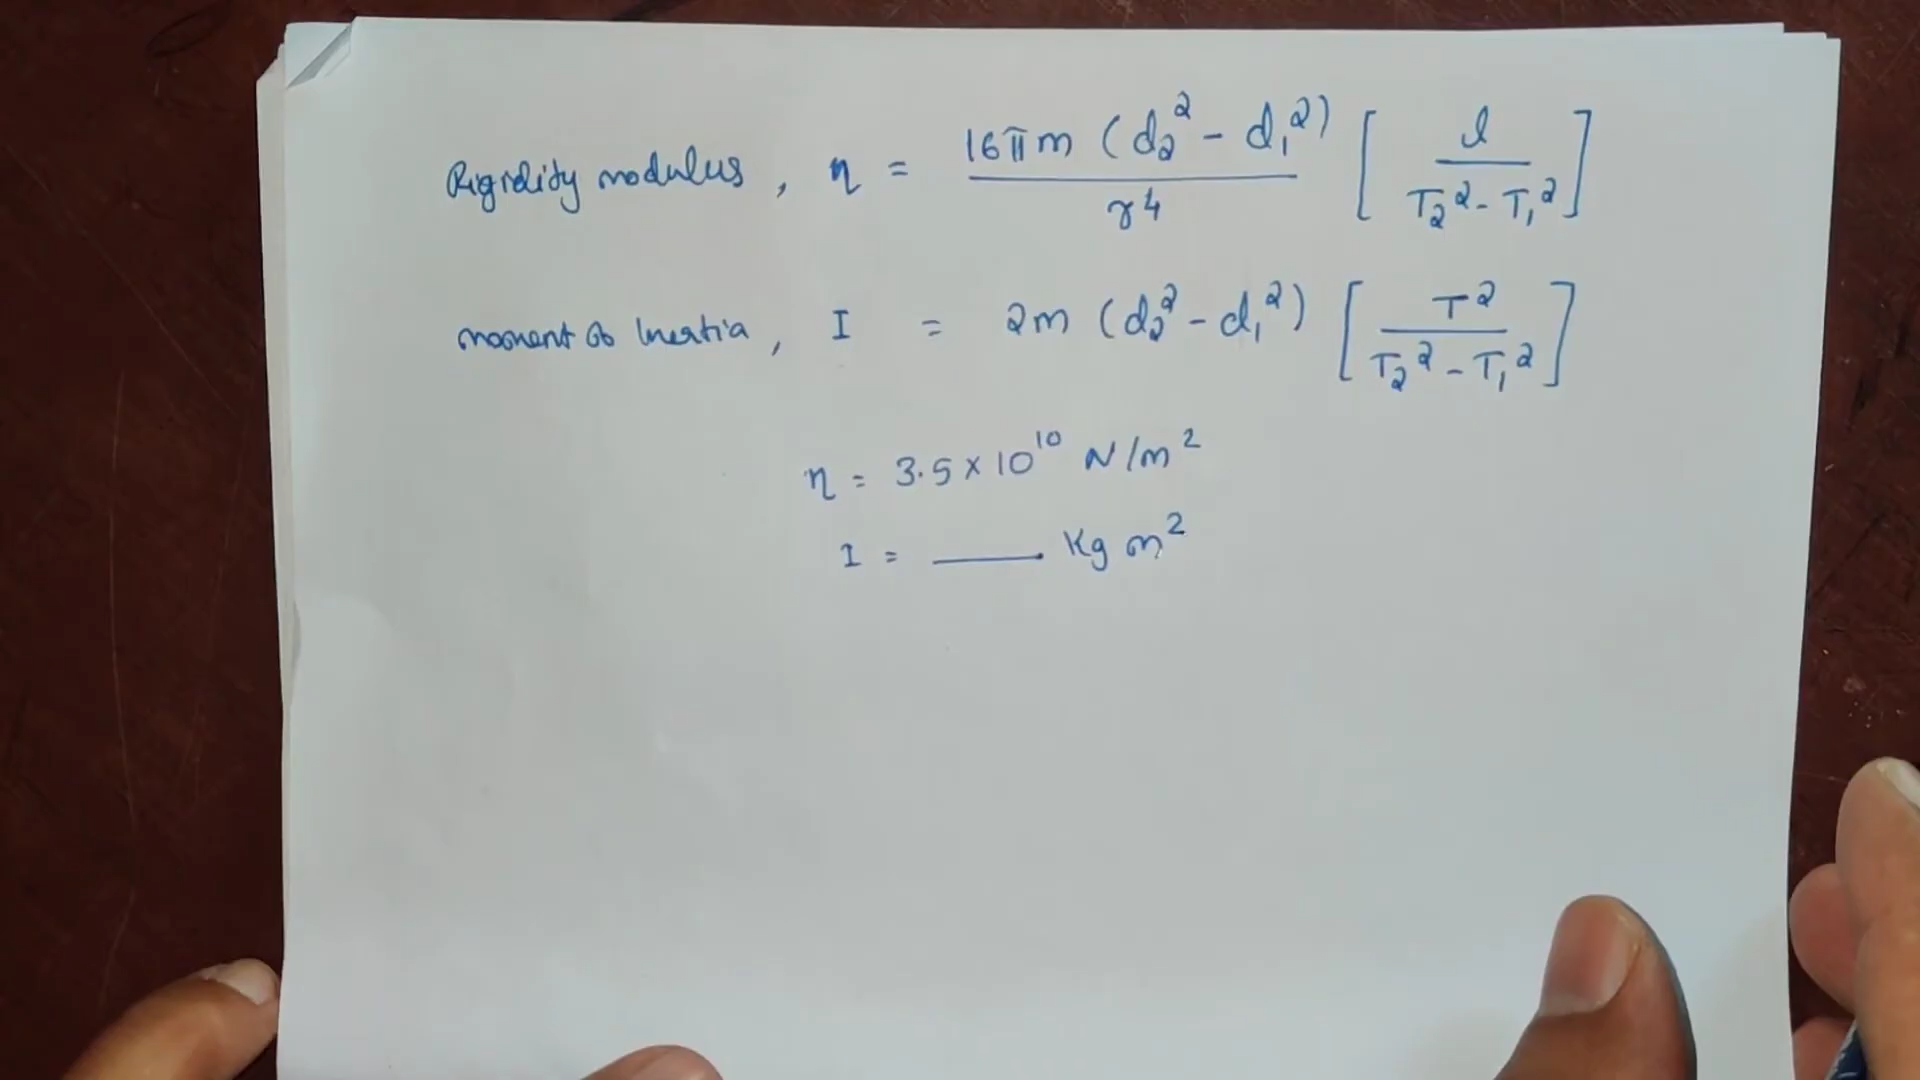 Rigidity modulus, η = 16πm (d₂² - d₁²) / r⁴ [ l / T₂² - T₁² ]
moment of Inertia, I = 2m (d₂² - d₁²) [ T² / T₂² - T₁² ]
η = 3.5 × 10¹⁰ N/m²
I = ____ Kg m²